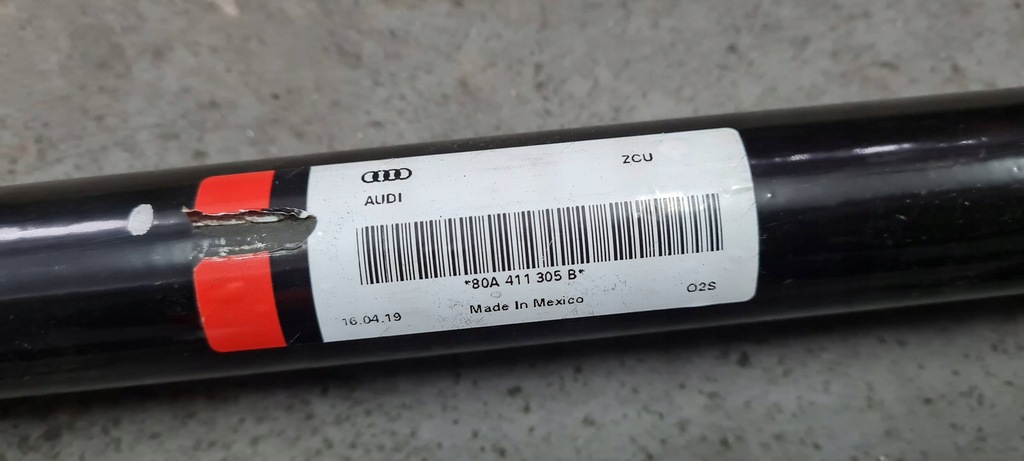 ZCU
AUDI
*80A 411 305 B*
Made In Mexico
O2S
16.04.19